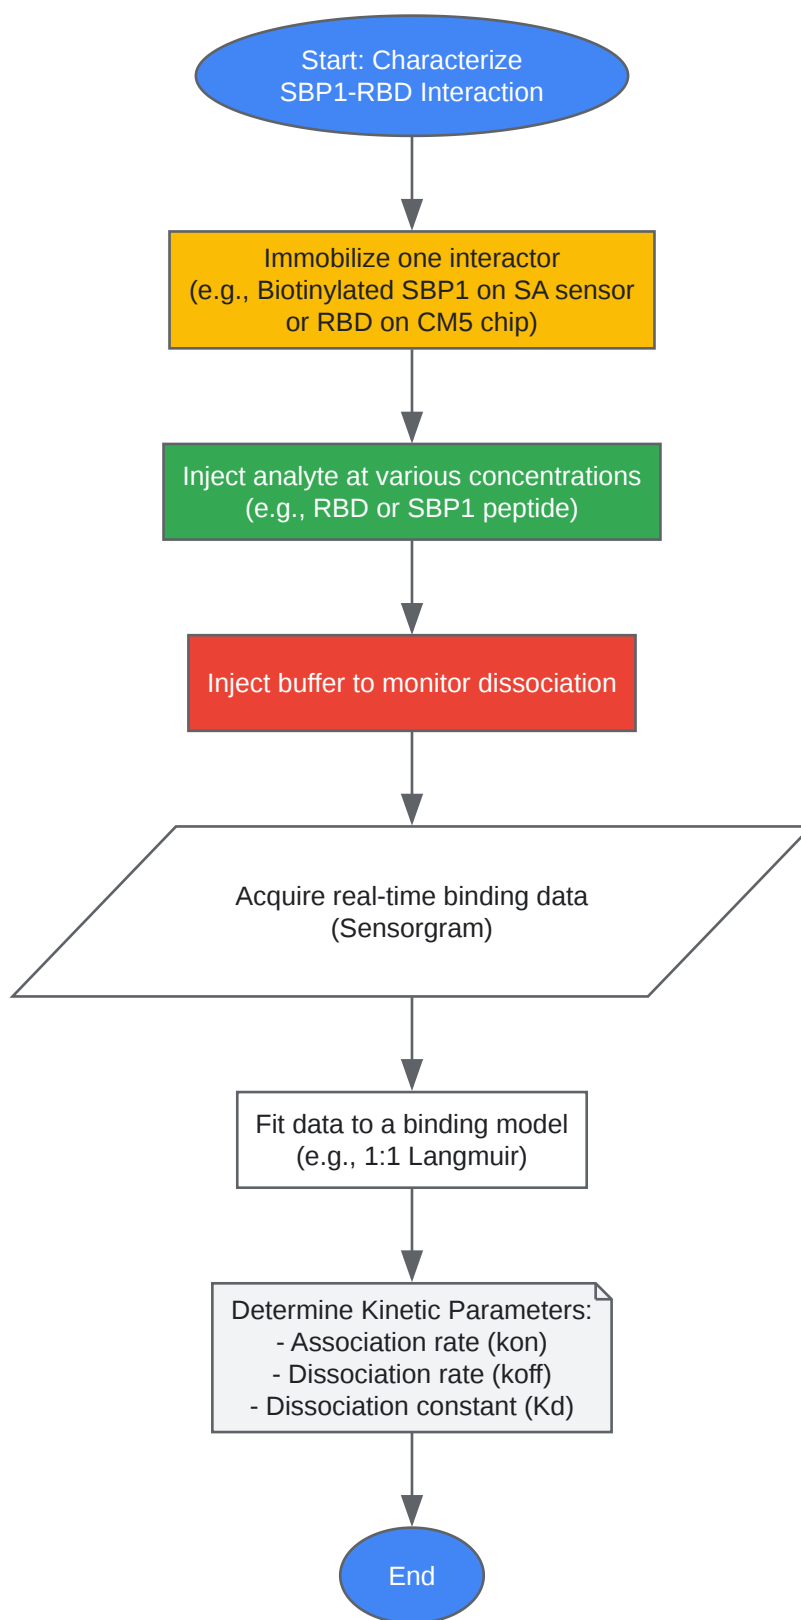 Start: Characterize
SBP1-RBD Interaction
Immobilize one interactor
(e.g., Biotinylated SBP1 on SA sensor
or RBD on CM5 chip)
Inject analyte at various concentrations
(e.g., RBD or SBP1 peptide)
Inject buffer to monitor dissociation
Acquire real-time binding data
(Sensorgram)
Fit data to a binding model
(e.g., 1:1 Langmuir)
Determine Kinetic Parameters:
- Association rate (kon)
- Dissociation rate (koff)
- Dissociation constant (Kd)
End